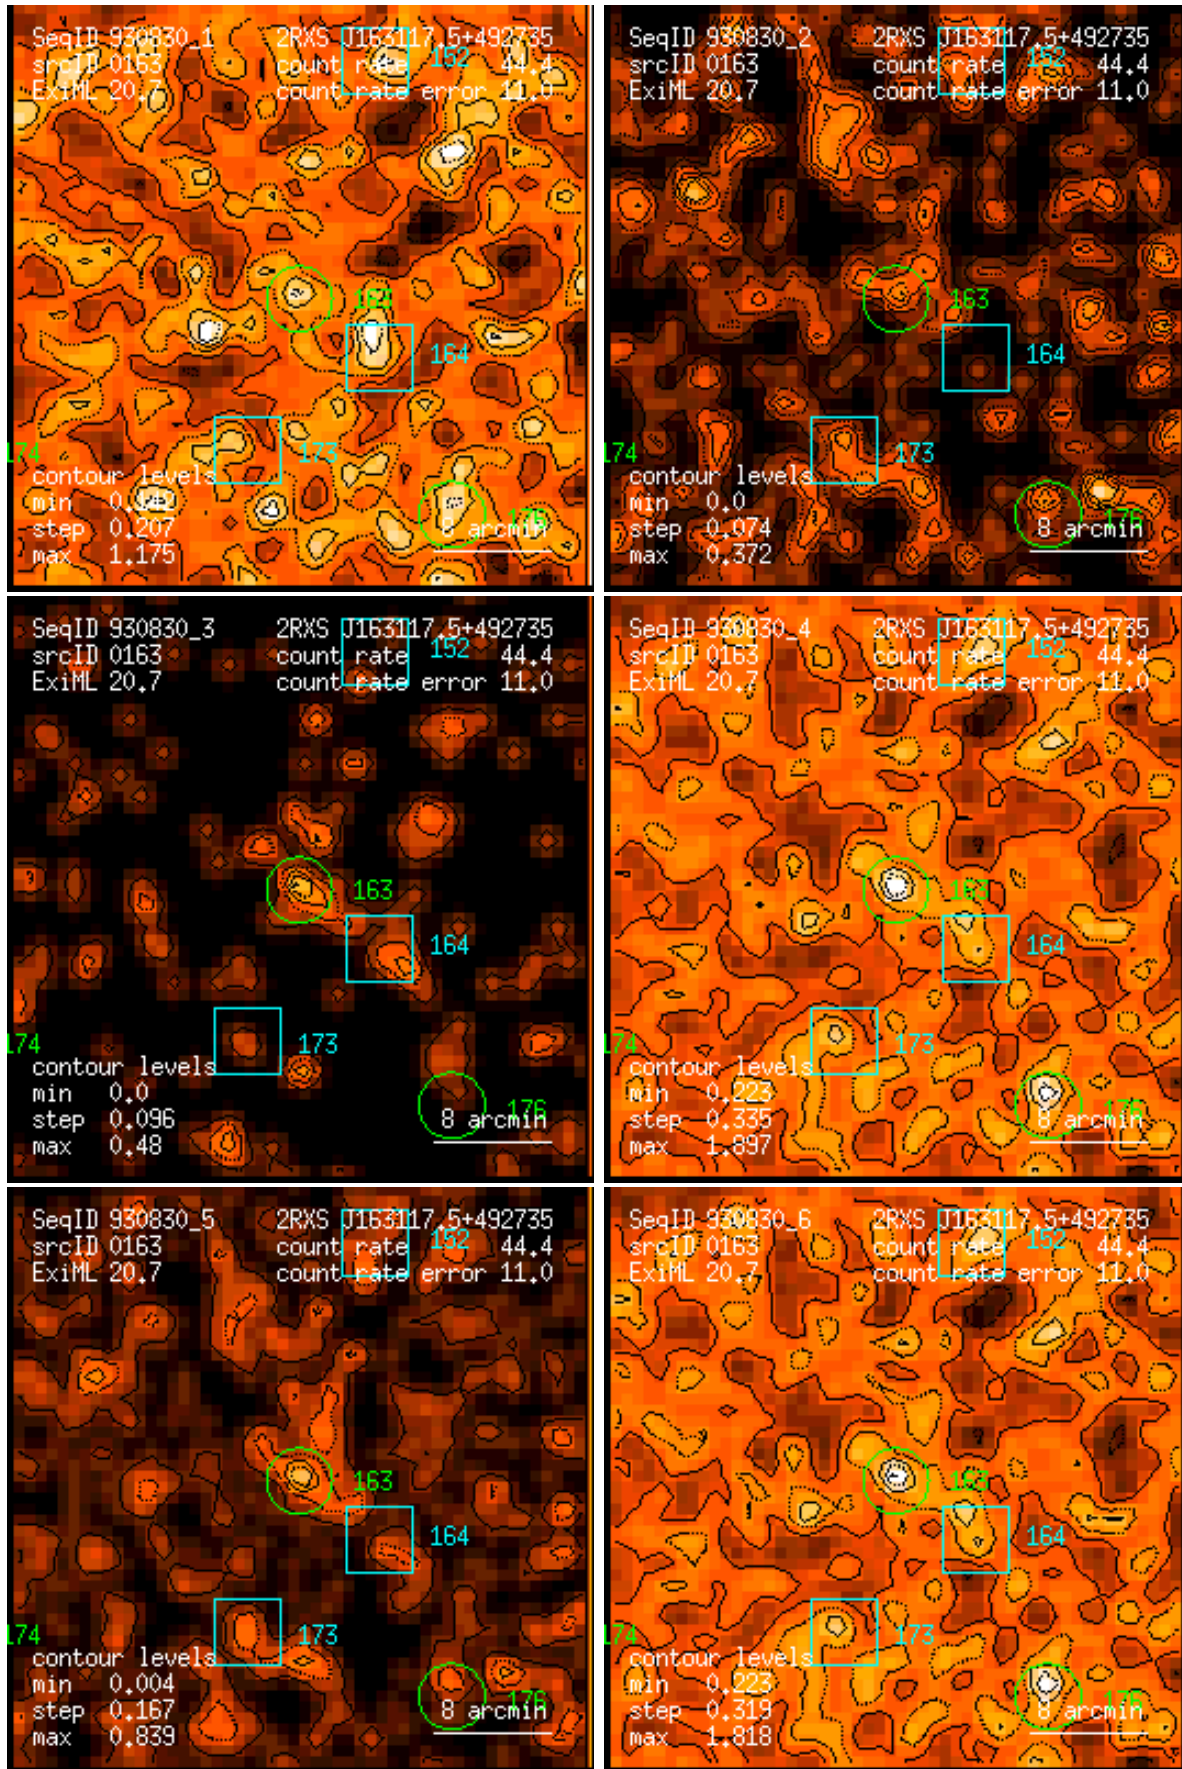 SeqID 930830_1 2RXS J163117.5+492735
srcID 0163 count rate 152 44.4
ExiML 20.7 count rate error 11.0
163
164
174 173
contour levels
min 0.142
step 0.207 8 arcmin 176
max 1.175
SeqID 930830_2 2RXS J163117.5+492735
srcID 0163 count rate 152 44.4
ExiML 20.7 count rate error 11.0
163
164
174 173
contour levels
min 0.0
step 0.074 8 arcmin 176
max 0.372
SeqID 930830_3 2RXS J163117.5+492735
srcID 0163 count rate 152 44.4
ExiML 20.7 count rate error 11.0
163
164
174 173
contour levels
min 0.0
step 0.096 8 arcmin 176
max 0.48
SeqID 930830_4 2RXS J163117.5+492735
srcID 0163 count rate 152 44.4
ExiML 20.7 count rate error 11.0
163
164
174 173
contour levels
min 0.223
step 0.335 8 arcmin 176
max 1.897
SeqID 930830_5 2RXS J163117.5+492735
srcID 0163 count rate 152 44.4
ExiML 20.7 count rate error 11.0
163
164
174 173
contour levels
min 0.004
step 0.167 8 arcmin 176
max 0.839
SeqID 930830_6 2RXS J163117.5+492735
srcID 0163 count rate 152 44.4
ExiML 20.7 count rate error 11.0
163
164
174 173
contour levels
min 0.223
step 0.319 8 arcmin 176
max 1.818